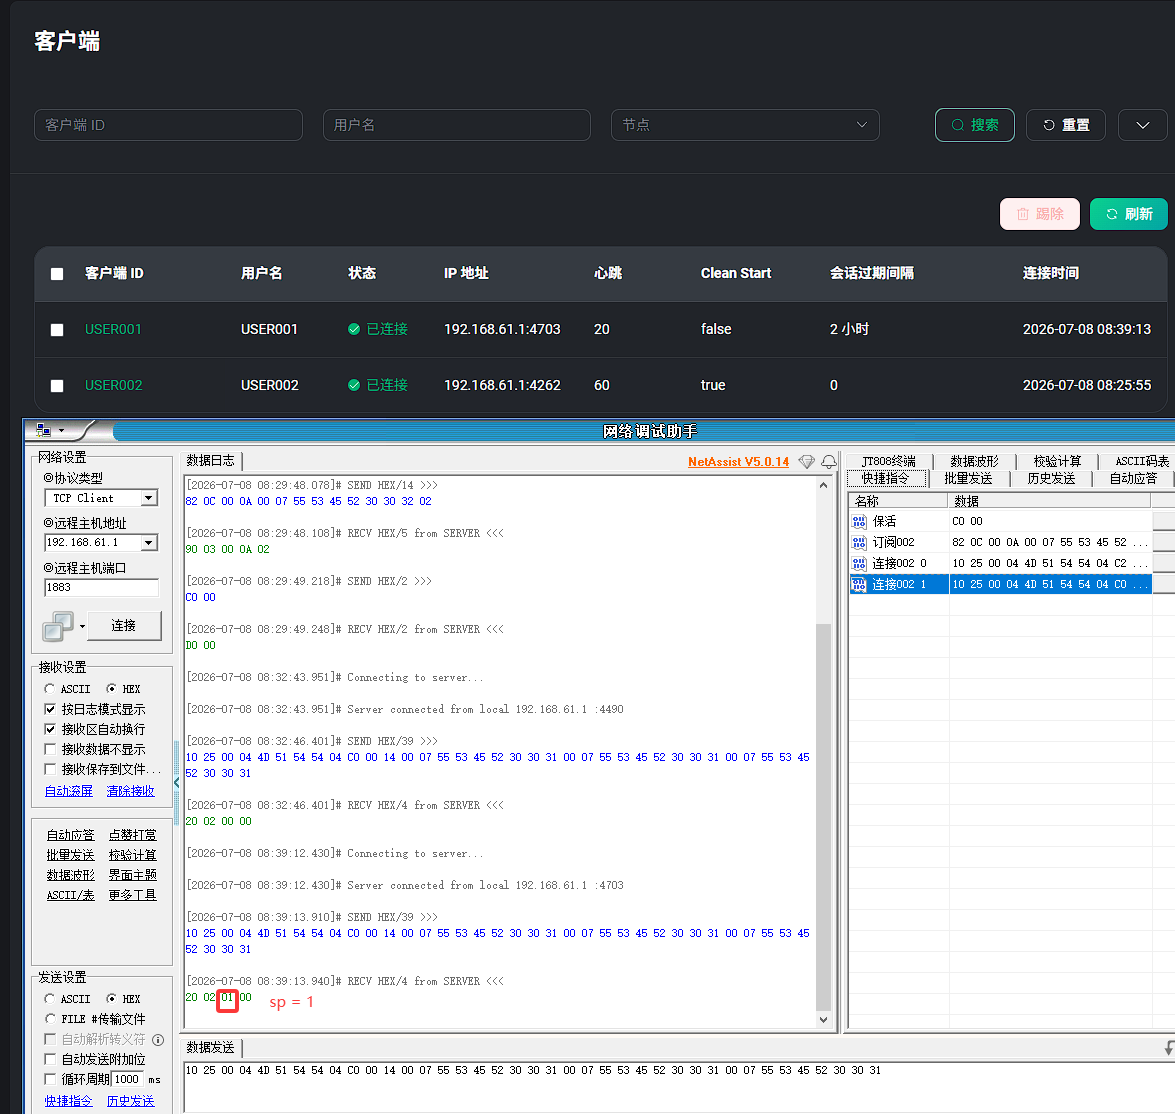 客户端
客户端 ID
用户名
节点
搜索
重置
踢除
刷新
客户端 ID 用户名 状态 IP 地址 心跳 Clean Start 会话过期间隔 连接时间
USER001 USER001 已连接 192.168.61.1:4703 20 false 2 小时 2026-07-08 08:39:13
USER002 USER002 已连接 192.168.61.1:4262 60 true 0 2026-07-08 08:25:55
网络调试助手
网络设置
协议类型
TCP Client
远程主机地址
192.168.61.1
远程主机端口
1883
连接
接收设置
ASCII HEX
按日志模式显示
接收区自动换行
接收数据不显示
接收保存到文件...
自动滚屏 清除接收
自动应答 点赞打赏
批量发送 校验计算
数据波形 界面主题
ASCII/表 更多工具
发送设置
ASCII HEX
FILE #传输文件
自动解析转义符
自动发送附加位
循环周期 1000 ms
快捷指令 历史发送
数据日志
NetAssist V5.0.14
[2026-07-08 08:29:48.078]# SEND HEX/14 >>>
82 0C 00 0A 00 07 55 53 45 52 30 30 32 02
[2026-07-08 08:29:48.108]# RECV HEX/5 from SERVER <<<
90 03 00 0A 02
[2026-07-08 08:29:49.218]# SEND HEX/2 >>>
C0 00
[2026-07-08 08:29:49.248]# RECV HEX/2 from SERVER <<<
D0 00
[2026-07-08 08:32:43.951]# Connecting to server...
[2026-07-08 08:32:43.951]# Server connected from local 192.168.61.1 :4490
[2026-07-08 08:32:46.401]# SEND HEX/39 >>>
10 25 00 04 4D 51 54 54 04 C0 00 14 00 07 55 53 45 52 30 30 31 00 07 55 53 45 52 30 30 31 00 07 55 53 45
52 30 30 31
[2026-07-08 08:32:46.401]# RECV HEX/4 from SERVER <<<
20 02 00 00
[2026-07-08 08:39:12.430]# Connecting to server...
[2026-07-08 08:39:12.430]# Server connected from local 192.168.61.1 :4703
[2026-07-08 08:39:13.910]# SEND HEX/39 >>>
10 25 00 04 4D 51 54 54 04 C0 00 14 00 07 55 53 45 52 30 30 31 00 07 55 53 45 52 30 30 31 00 07 55 53 45
52 30 30 31
[2026-07-08 08:39:13.940]# RECV HEX/4 from SERVER <<<
20 02 01 00
sp = 1
数据发送
10 25 00 04 4D 51 54 54 04 C0 00 14 00 07 55 53 45 52 30 30 31 00 07 55 53 45 52 30 30 31 00 07 55 53 45 52 30 30 31
JT808终端 数据波形 校验计算 ASCII码表
快捷指令 批量发送 历史发送 自动应答
名称 数据
保活 C0 00
订阅002 82 0C 00 0A 00 07 55 53 45 52 ...
连接002 0 10 25 00 04 4D 51 54 54 04 C2 ...
连接002 1 10 25 00 04 4D 51 54 54 04 C0 ...